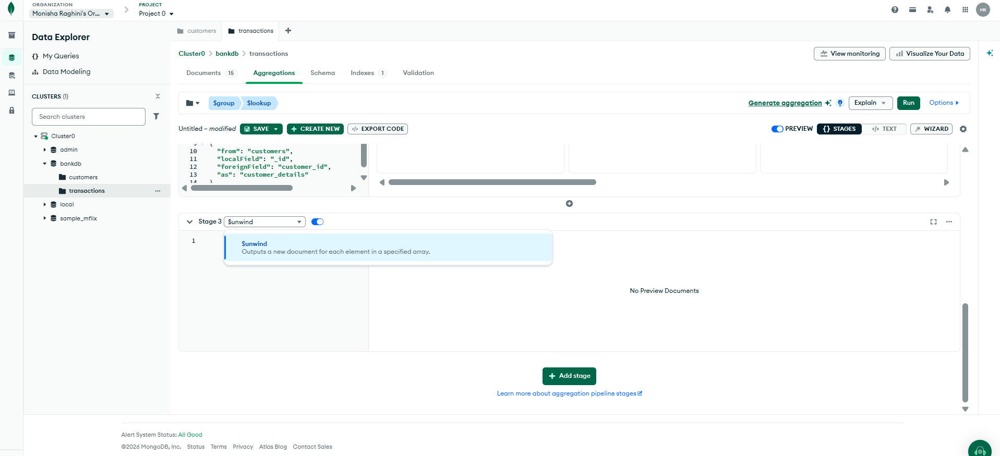 ORGANIZATION
Monisha Raghini's Or...
PROJECT
Project 0
MR
Data Explorer
My Queries
Data Modeling
CLUSTERS (1)
Search clusters
Cluster0
admin
bankdb
customers
transactions
local
sample_mflix
customers
transactions
Cluster0 > bankdb > transactions
View monitoring
Visualize Your Data
Documents 15
Aggregations
Schema
Indexes 1
Validation
$group
$lookup
Generate aggregation
Explain
Run
Options
Untitled – modified
SAVE
+ CREATE NEW
</> EXPORT CODE
PREVIEW
{} STAGES
</> TEXT
WIZARD
9 {
10 "from": "customers",
11 "localField": "_id",
12 "foreignField": "customer_id",
13 "as": "customer_details"
14 }
Stage 3
$unwind
1
$unwind
Outputs a new document for each element in a specified array.
No Preview Documents
+ Add stage
Learn more about aggregation pipeline stages
Alert System Status: All Good
©2026 MongoDB, Inc. Status Terms Privacy Atlas Blog Contact Sales